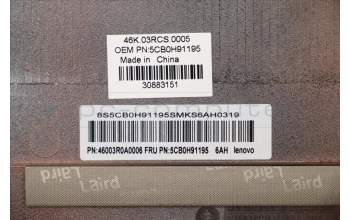 46K.03RCS.0005
OEM PN:5CB0H91195
Made in China
30883151
8S5CB0H91195SMKS6AH0319
PN:46003R0A0006 FRU PN:5CB0H91195 6AH lenovo
Laird Laird Laird